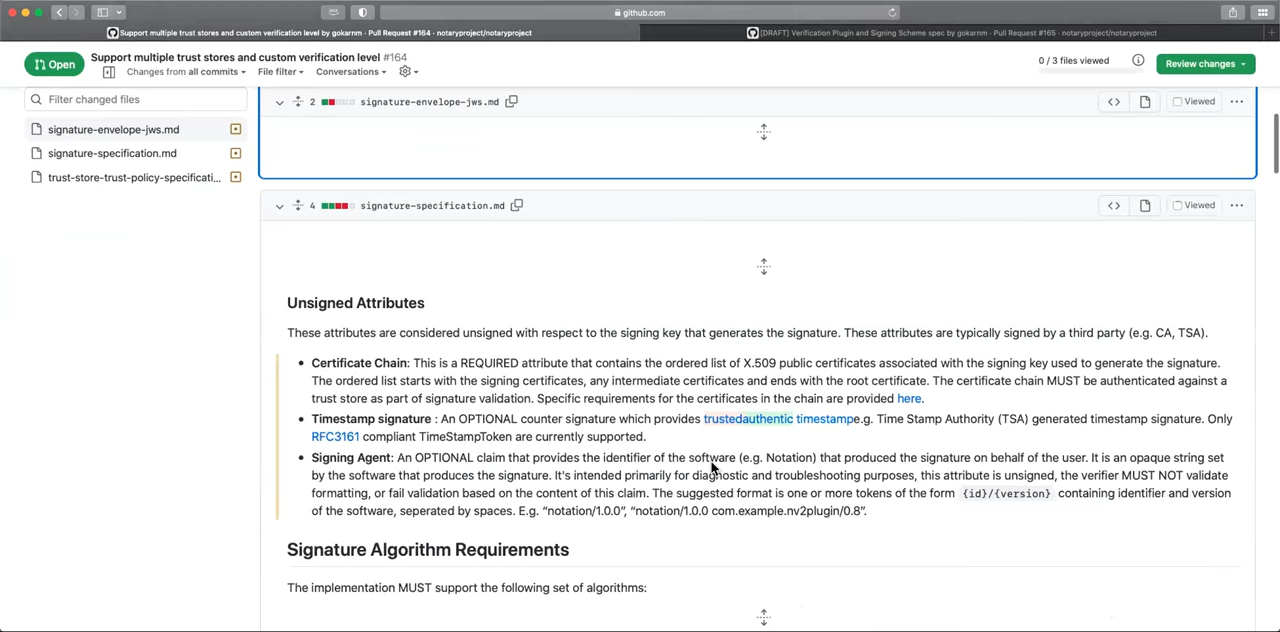 github.com
Support multiple trust stores and custom verification level by gokarnm · Pull Request #164 · notaryproject/notaryproject
[DRAFT] Verification Plugin and Signing Scheme spec by gokarnm · Pull Request #165 · notaryproject/notaryproject
Open
Support multiple trust stores and custom verification level #164
Changes from all commits
File filter
Conversations
0 / 3 files viewed
Review changes
Filter changed files
signature-envelope-jws.md
signature-specification.md
trust-store-trust-policy-specificati...
2 signature-envelope-jws.md
Viewed
4 signature-specification.md
Viewed
Unsigned Attributes
These attributes are considered unsigned with respect to the signing key that generates the signature. These attributes are typically signed by a third party (e.g. CA, TSA).
• Certificate Chain: This is a REQUIRED attribute that contains the ordered list of X.509 public certificates associated with the signing key used to generate the signature.
The ordered list starts with the signing certificates, any intermediate certificates and ends with the root certificate. The certificate chain MUST be authenticated against a
trust store as part of signature validation. Specific requirements for the certificates in the chain are provided here.
• Timestamp signature : An OPTIONAL counter signature which provides trustedauthentic timestampe.g. Time Stamp Authority (TSA) generated timestamp signature. Only
RFC3161 compliant TimeStampToken are currently supported.
• Signing Agent: An OPTIONAL claim that provides the identifier of the software (e.g. Notation) that produced the signature on behalf of the user. It is an opaque string set
by the software that produces the signature. It's intended primarily for diagnostic and troubleshooting purposes, this attribute is unsigned, the verifier MUST NOT validate
formatting, or fail validation based on the content of this claim. The suggested format is one or more tokens of the form {id}/{version} containing identifier and version
of the software, seperated by spaces. E.g. “notation/1.0.0”, “notation/1.0.0 com.example.nv2plugin/0.8”.
Signature Algorithm Requirements
The implementation MUST support the following set of algorithms: